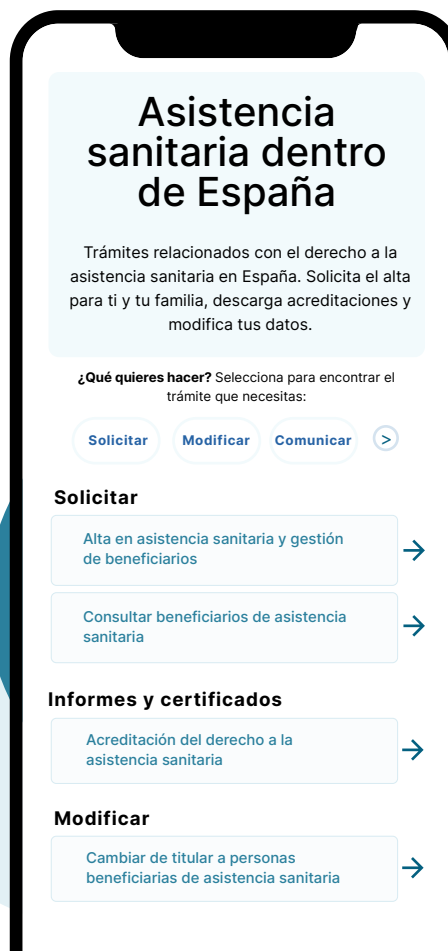 Asistencia
sanitaria dentro
de España
Trámites relacionados con el derecho a la
asistencia sanitaria en España. Solicita el alta
para ti y tu familia, descarga acreditaciones y
modifica tus datos.
¿Qué quieres hacer? Selecciona para encontrar el
trámite que necesitas:
Solicitar Modificar Comunicar >
Solicitar
Alta en asistencia sanitaria y gestión
de beneficiarios
Consultar beneficiarios de asistencia
sanitaria
Informes y certificados
Acreditación del derecho a la
asistencia sanitaria
Modificar
Cambiar de titular a personas
beneficiarias de asistencia sanitaria